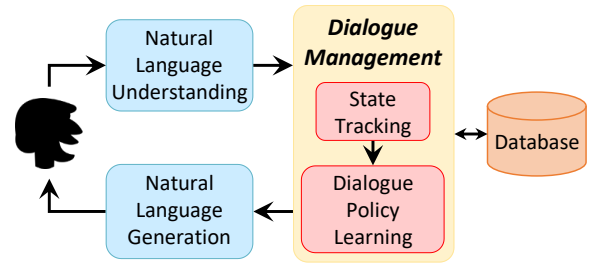 Natural
Language
Understanding
Dialogue
Management
State
Tracking
Dialogue
Policy
Learning
Database
Natural
Language
Generation